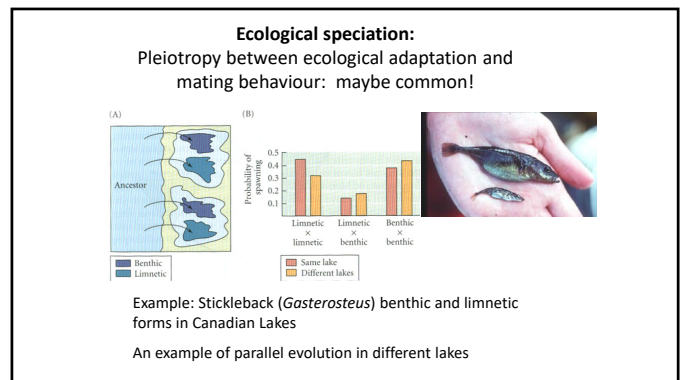 Ecological speciation:
Pleiotropy between ecological adaptation and
mating behaviour: maybe common!
(A)
Ancestor
Benthic
Limnetic
(B)
Probability of
spawning
0.5
0.4
0.3
0.2
0.1
Limnetic
×
limnetic
Limnetic
×
benthic
Benthic
×
benthic
Same lake
Different lakes
Example: Stickleback (Gasterosteus) benthic and limnetic
forms in Canadian Lakes
An example of parallel evolution in different lakes